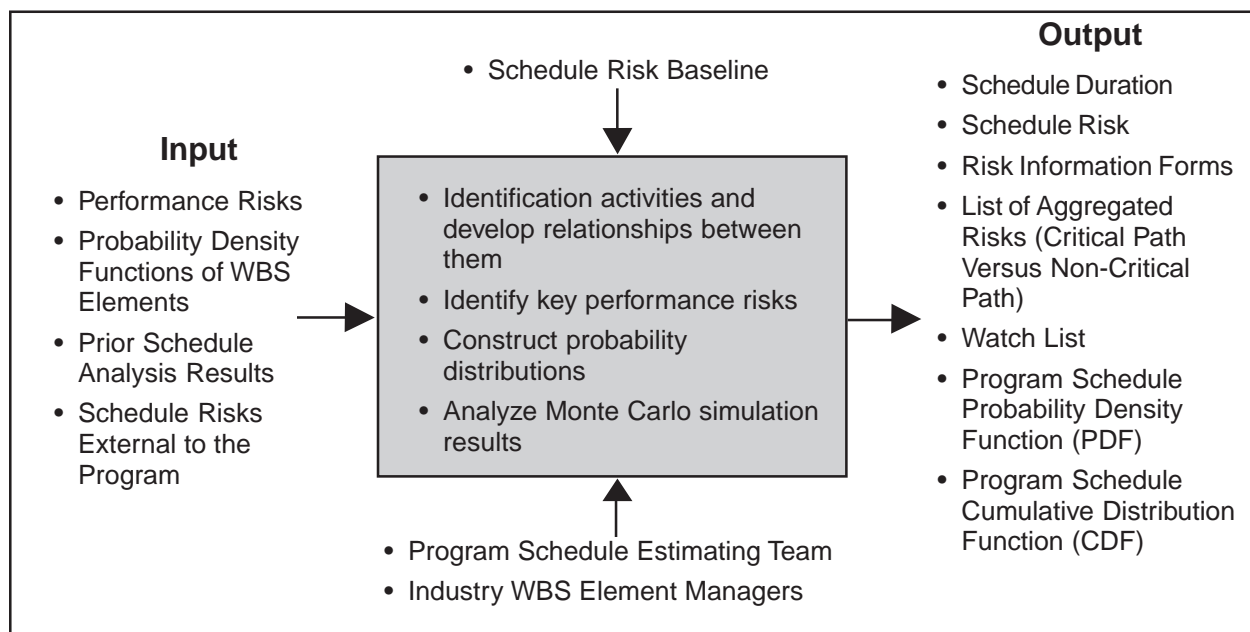 Input
• Performance Risks
• Probability Density
Functions of WBS
Elements
• Prior Schedule
Analysis Results
• Schedule Risks
External to the
Program
• Schedule Risk Baseline
• Identification activities and
develop relationships between
them
• Identify key performance risks
• Construct probability
distributions
• Analyze Monte Carlo simulation
results
• Program Schedule Estimating Team
• Industry WBS Element Managers
Output
• Schedule Duration
• Schedule Risk
• Risk Information Forms
• List of Aggregated
Risks (Critical Path
Versus Non-Critical
Path)
• Watch List
• Program Schedule
Probability Density
Function (PDF)
• Program Schedule
Cumulative Distribution
Function (CDF)